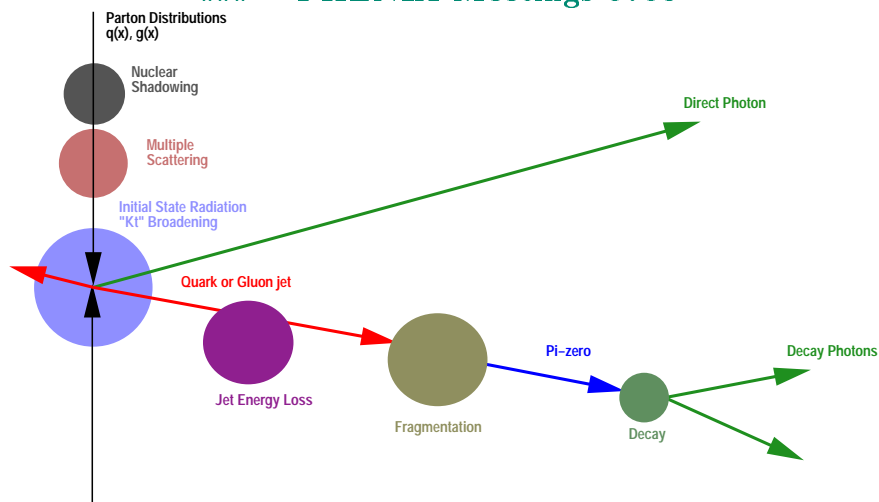 Parton Distributions
q(x), g(x)
Nuclear
Shadowing
Direct Photon
Multiple
Scattering
Initial State Radiation
"Kt" Broadening
Quark or Gluon jet
Pi−zero
Decay Photons
Jet Energy Loss
Fragmentation
Decay